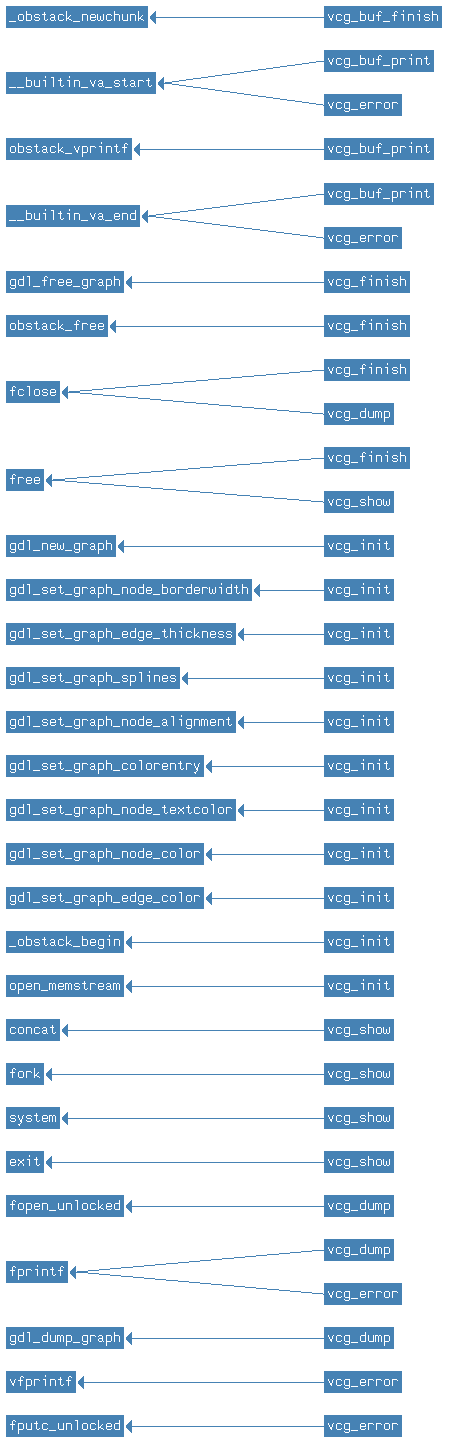 _obstack_newchunk vcg_buf_finish
vcg_buf_print
__builtin_va_start
vcg_error
obstack_vprintf vcg_buf_print
vcg_buf_print
__builtin_va_end
vcg_error
gdl_free_graph vcg_finish
obstack_free vcg_finish
vcg_finish
fclose
vcg_dump
vcg_finish
free
vcg_show
gdl_new_graph vcg_init
gdl_set_graph_node_borderwidth vcg_init
gdl_set_graph_edge_thickness vcg_init
gdl_set_graph_splines vcg_init
gdl_set_graph_node_alignment vcg_init
gdl_set_graph_colorentry vcg_init
gdl_set_graph_node_textcolor vcg_init
gdl_set_graph_node_color vcg_init
gdl_set_graph_edge_color vcg_init
_obstack_begin vcg_init
open_memstream vcg_init
concat vcg_show
fork vcg_show
system vcg_show
exit vcg_show
fopen_unlocked vcg_dump
vcg_dump
fprintf
vcg_error
gdl_dump_graph vcg_dump
vfprintf vcg_error
fputc_unlocked vcg_error